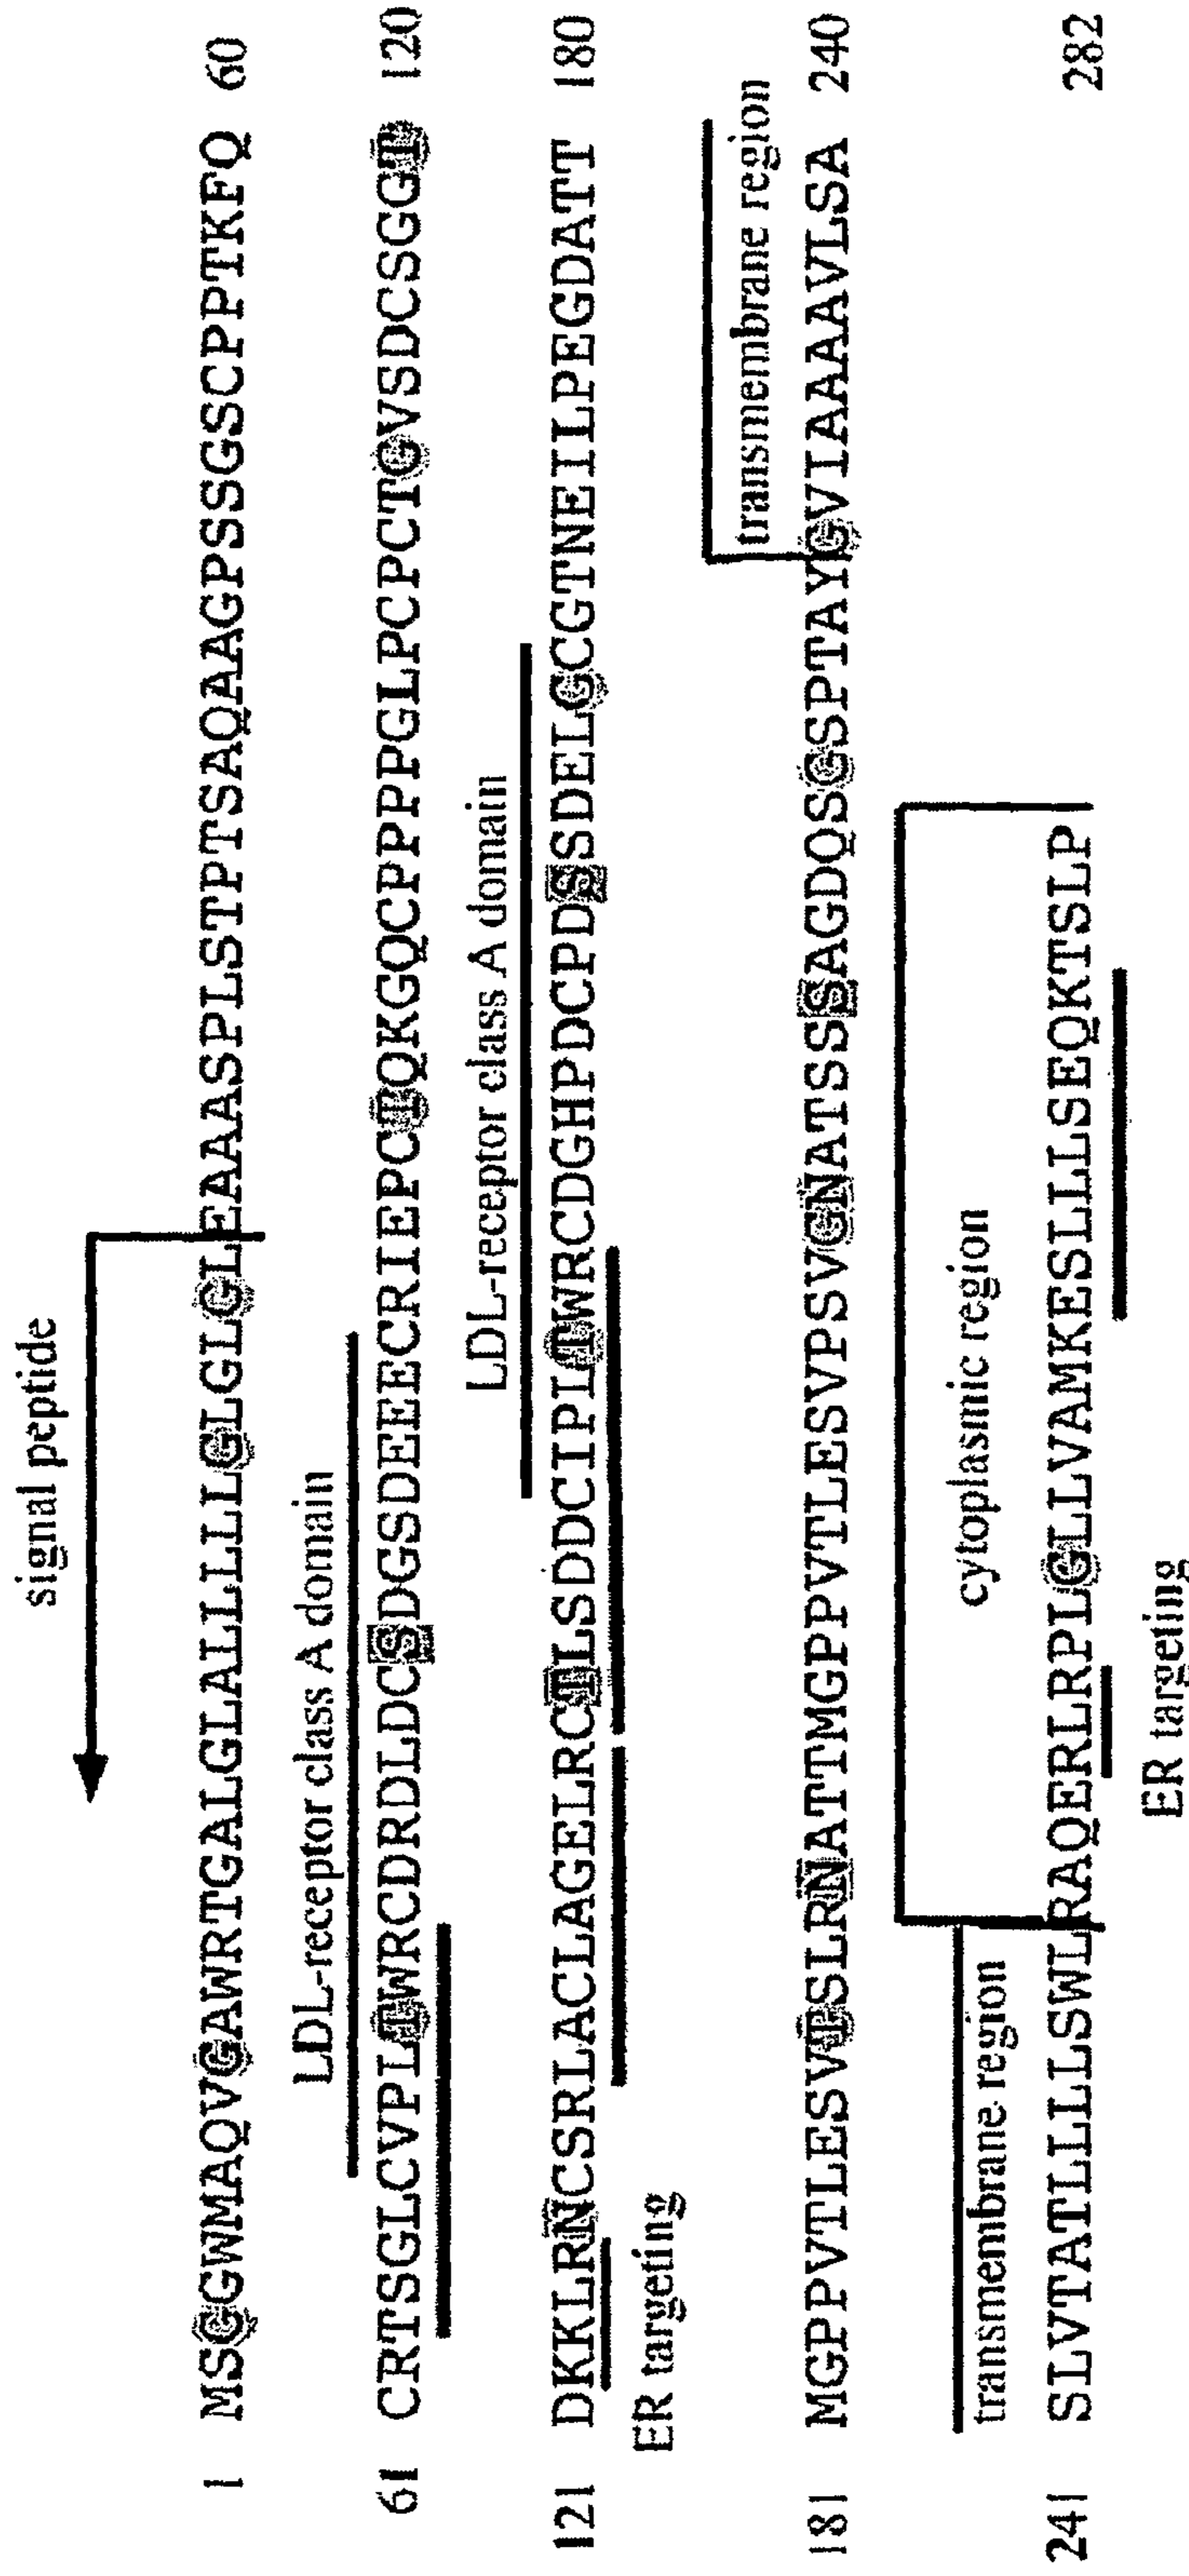 signal peptide
1 MSGGWMAQVGAWRTGALGLALLLLLGLGLGLEAAASPLSTPTSAQAAGPSSGSCPPTKFQ 60
LDL-receptor class A domain
61 CRTSGLCVPLTWRCDRDLDCSDGSDEEECRIEPCTQKGQCPPPPGLPCPCTGVSDCSGGT 120
LDL-receptor class A domain
121 DKKLRNCSRLACLAGELRCTLSDDCIPLTWRCDGHPDCPDSSDELGCGTNEILPEGDATT 180
ER targeting
transmembrane region
181 MGPPVTLESVTSLRNATTMGPPVTLESVPSVGNATSSSAGDQSGSPTAYGVIAAAAVLSA 240
transmembrane region
cytoplasmic region
241 SLVTATLLLLSWLRAQERLRPLGLLVAMKESLLLSEQKTSLP 282
ER targeting